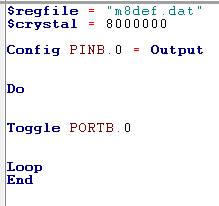 $regfile = "m8def.dat"
$crystal = 8000000
Config PINB.0 = Output
Do
Toggle PORTB.0
Loop
End